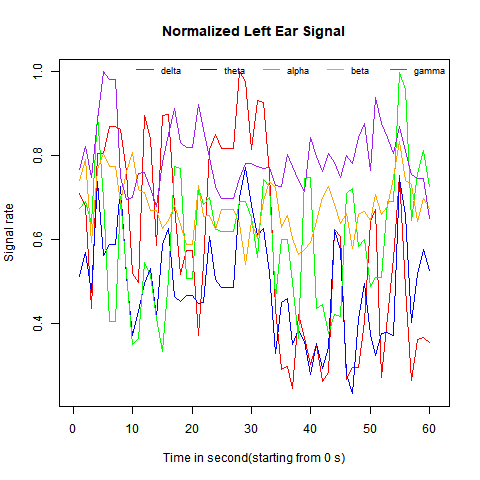 Normalized Left Ear Signal
delta theta alpha beta gamma
Signal rate
1.0
0.8
0.6
0.4
0 10 20 30 40 50 60
Time in second(starting from 0 s)